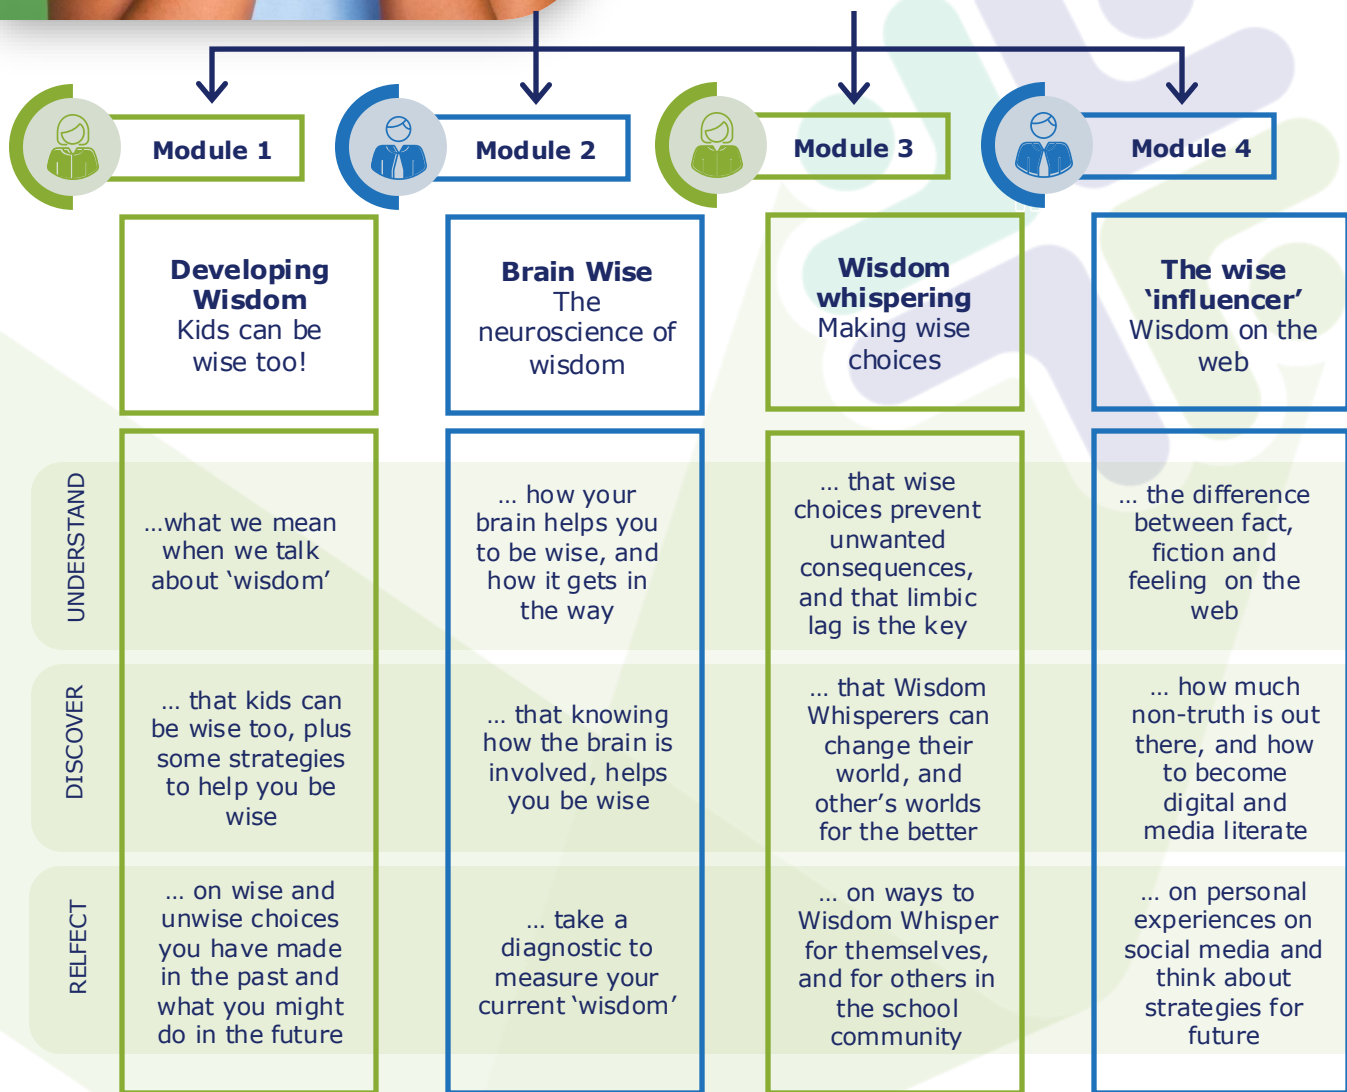 Module 1
Module 2
Module 3
Module 4
Developing
Wisdom
Kids can be
wise too!
Brain Wise
The
neuroscience of
wisdom
Wisdom
whispering
Making wise
choices
The wise
‘influencer’
Wisdom on the
web
UNDERSTAND
...what we mean
when we talk
about ‘wisdom’
... how your
brain helps you
to be wise, and
how it gets in
the way
... that wise
choices prevent
unwanted
consequences,
and that limbic
lag is the key
... the difference
between fact,
fiction and
feeling  on the
web
DISCOVER
... that kids can
be wise too, plus
some strategies
to help you be
wise
... that knowing
how the brain is
involved, helps
you be wise
... that Wisdom
Whisperers can
change their
world, and
other’s worlds
for the better
... how much
non-truth is out
there, and how
to become
digital and
media literate
RELFECT
... on wise and
unwise choices
you have made
in the past and
what you might
do in the future
... take a
diagnostic to
measure your
current ‘wisdom’
... on ways to
Wisdom Whisper
for themselves,
and for others in
the school
community
... on personal
experiences on
social media and
think about
strategies for
future